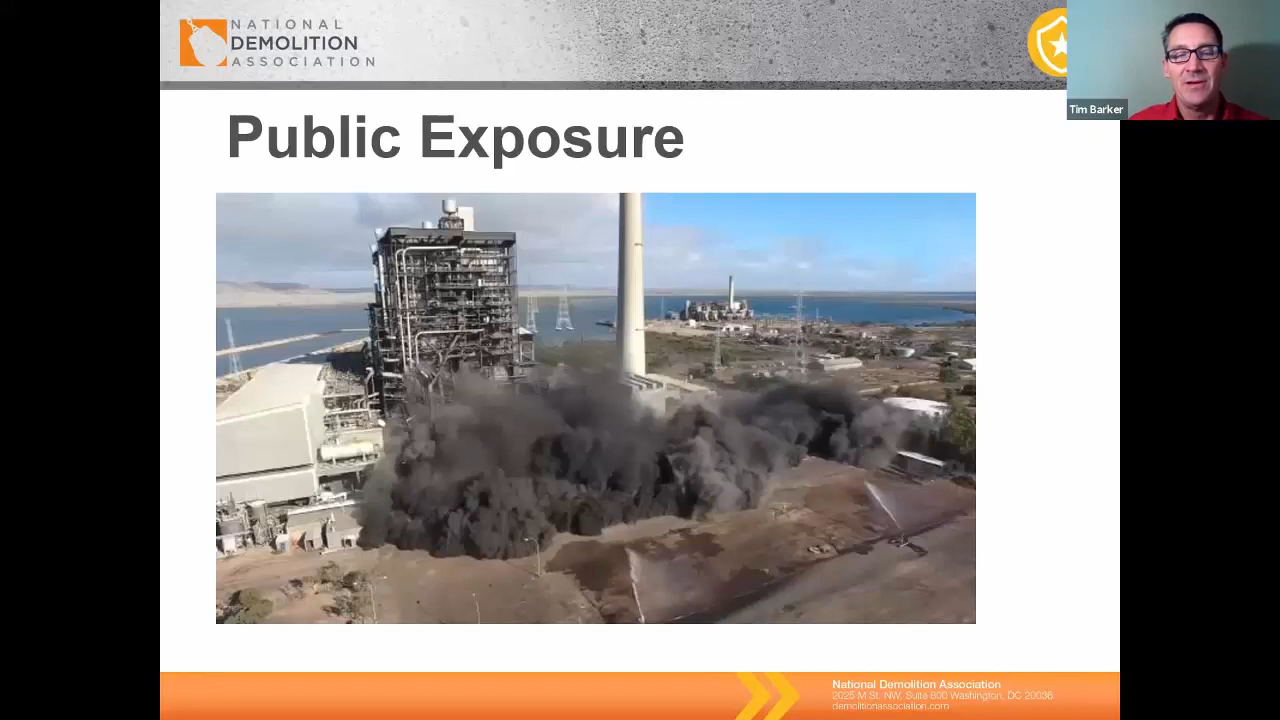 NATIONAL
DEMOLITION
ASSOCIATION
Tim Barker
Public Exposure
National Demolition Association
2025 M St. NW, Suite 800 Washington, DC 20036
demolitionassociation.com